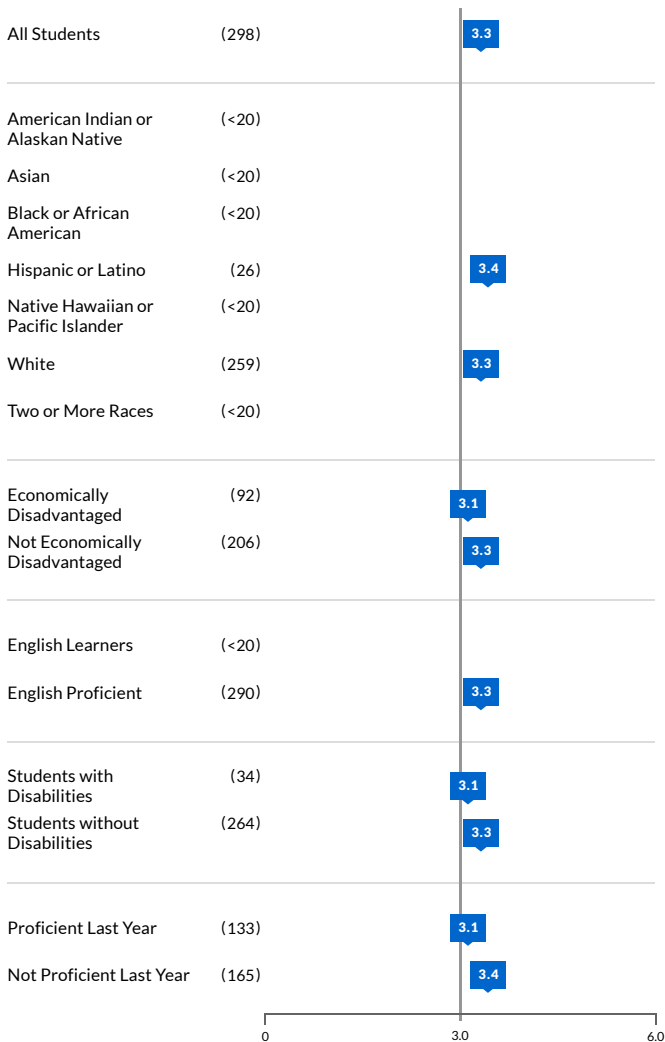 All Students (298) 3.3
American Indian or (<20)
Alaskan Native
Asian (<20)
Black or African (<20)
American
Hispanic or Latino (26) 3.4
Native Hawaiian or (<20)
Pacific Islander
White (259) 3.3
Two or More Races (<20)
Economically (92) 3.1
Disadvantaged
Not Economically (206) 3.3
Disadvantaged
English Learners (<20)
English Proficient (290) 3.3
Students with (34) 3.1
Disabilities
Students without (264) 3.3
Disabilities
Proficient Last Year (133) 3.1
Not Proficient Last Year (165) 3.4
0 3.0 6.0